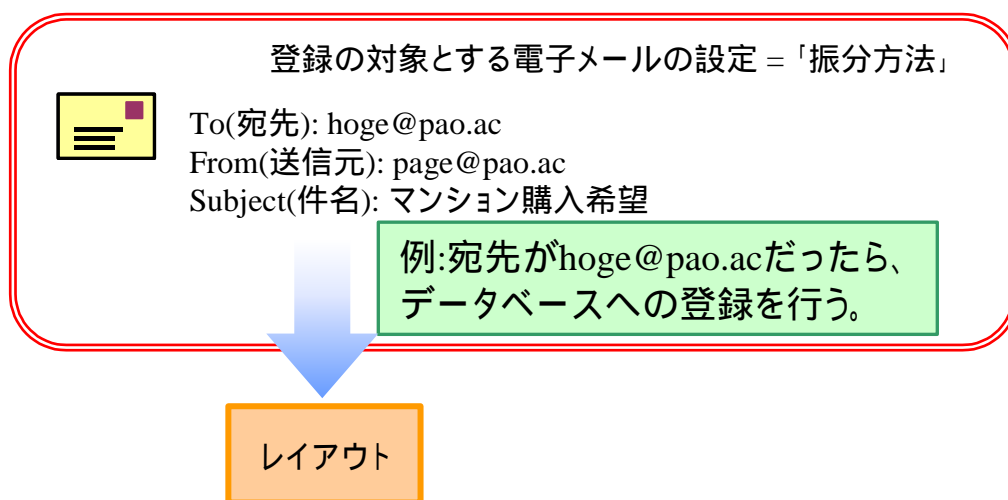 登録の対象とする電子メールの設定 = 「振分方法」
To(宛先): hoge@pao.ac
From(送信元): page@pao.ac
Subject(件名): マンション購入希望
例:宛先がhoge@pao.acだったら、
データベースへの登録を行う。
レイアウト